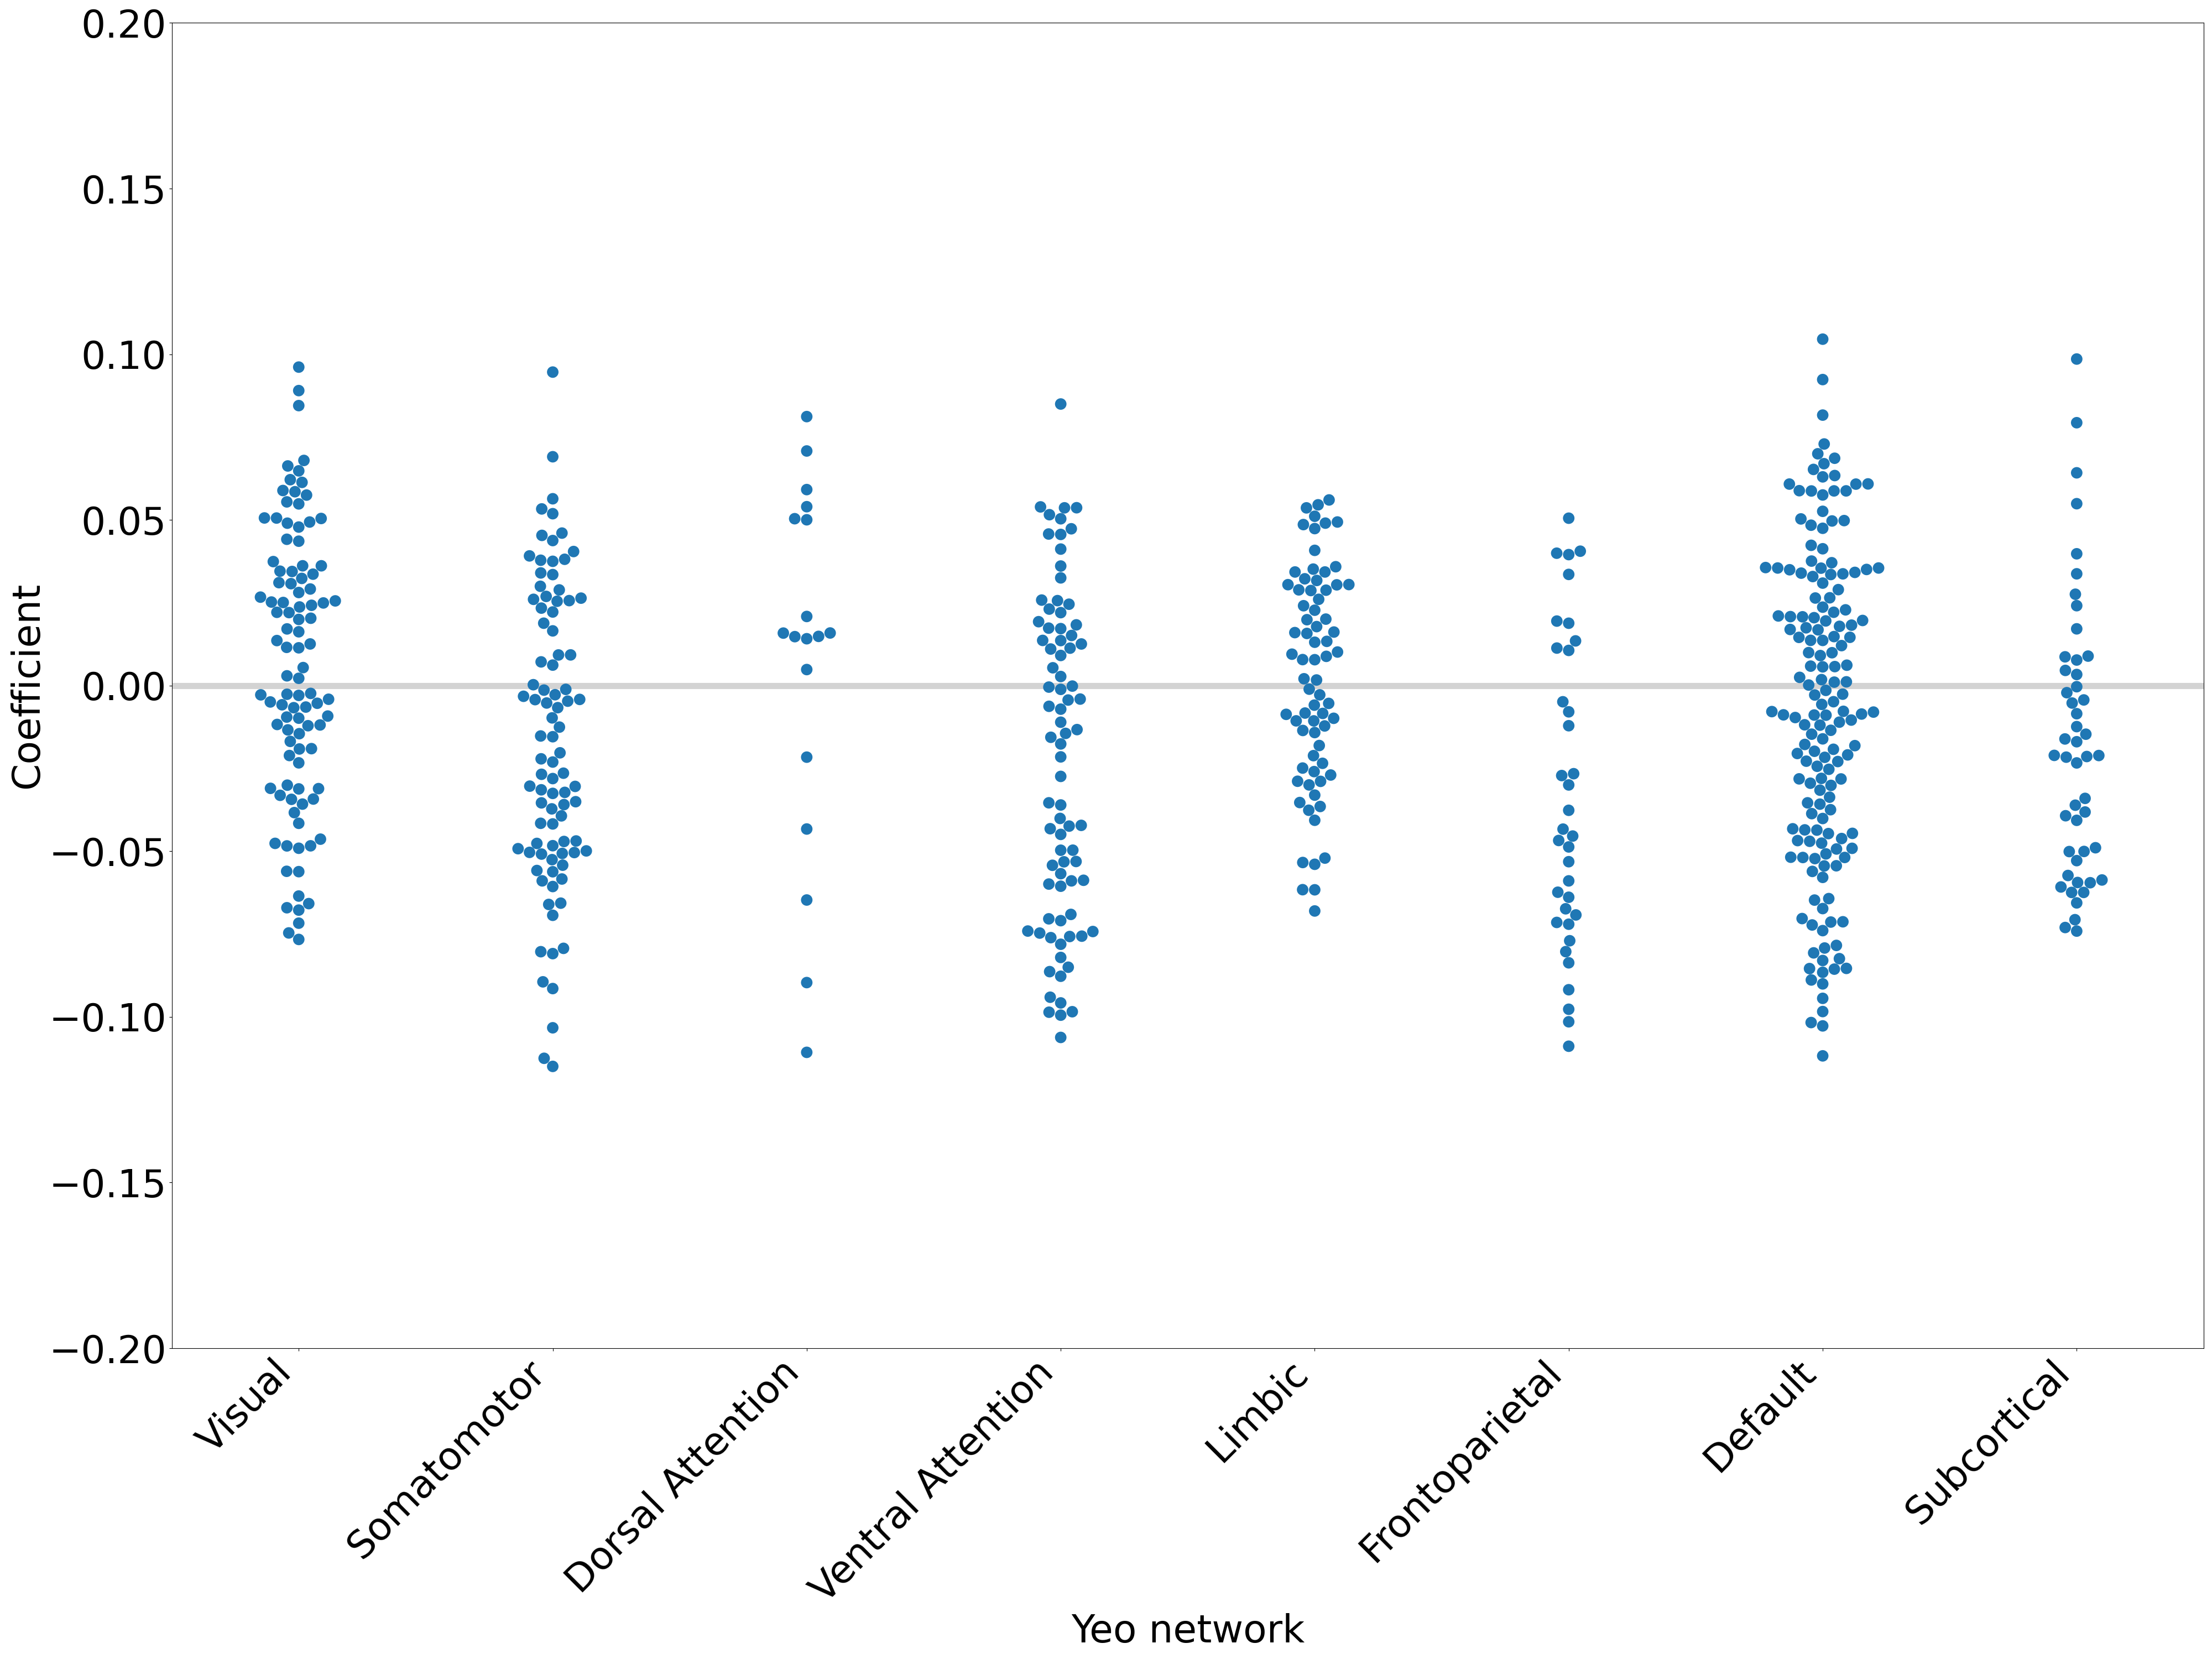 Coefficient
0.20
0.15
0.10
0.05
0.00
−0.05
−0.10
−0.15
−0.20
Visual
Somatomotor
Dorsal Attention
Ventral Attention
Limbic
Frontoparietal
Default
Subcortical
Yeo network